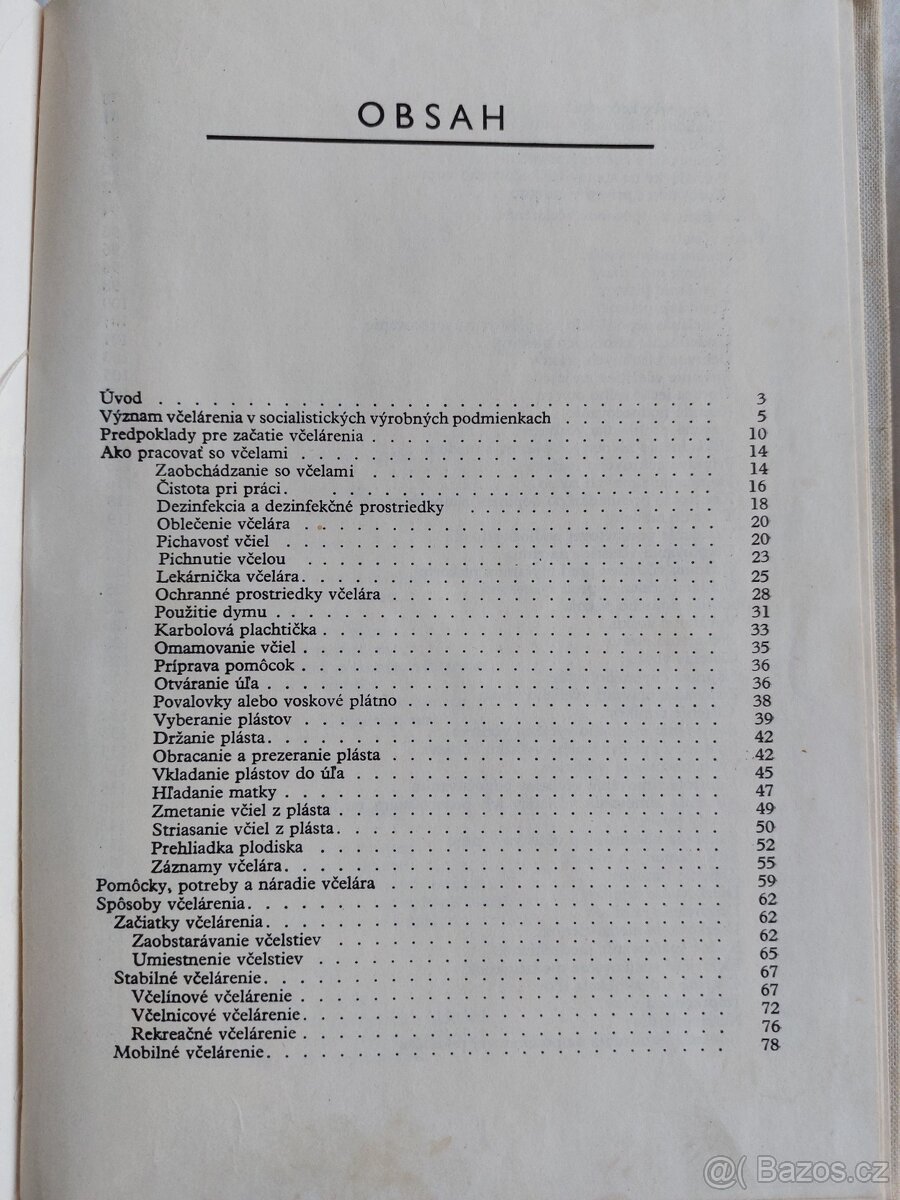 OBSAH
Úvod . . . . . . . . . . . . . . . . . . . . 3
Význam včelárenia v socialistických výrobných podmienkach . . . . . . . . 5
Predpoklady pre začatie včelárenia . . . . . . . . . . . . . . . . . . . . 10
Ako pracovať so včelami . . . . . . . . . . . . . . . . . . . . 14
Zaobchádzanie so včelami . . . . . . . . . . . . . . . . . . . . 14
Čistota pri práci . . . . . . . . . . . . . . . . . . . . 16
Dezinfekcia a dezinfekčné prostriedky . . . . . . . . . . . . . . 18
Oblečenie včelára . . . . . . . . . . . . . . . . . . . . 20
Pichavosť včiel . . . . . . . . . . . . . . . . . . . . 20
Pichnutie včelou . . . . . . . . . . . . . . . . . . . . 23
Lekárnička včelára . . . . . . . . . . . . . . . . . . . . 25
Ochranné prostriedky včelára . . . . . . . . . . . . . . . . . . 28
Použitie dymu . . . . . . . . . . . . . . . . . . . . 31
Karbolová plachtička . . . . . . . . . . . . . . . . . . . . 33
Omamovanie včiel . . . . . . . . . . . . . . . . . . . . 35
Príprava pomôcok . . . . . . . . . . . . . . . . . . . . 36
Otváranie úľa . . . . . . . . . . . . . . . . . . . . 36
Povalovky alebo voskové plátno . . . . . . . . . . . . . . . . . 38
Vyberanie plástov . . . . . . . . . . . . . . . . . . . . 39
Držanie plásta . . . . . . . . . . . . . . . . . . . . 42
Obracanie a prezeranie plásta . . . . . . . . . . . . . . . . . . 42
Vkladanie plástov do úľa . . . . . . . . . . . . . . . . . . . . 45
Hľadanie matky . . . . . . . . . . . . . . . . . . . . 47
Zmetanie včiel z plásta . . . . . . . . . . . . . . . . . . . . 49
Striasanie včiel z plásta . . . . . . . . . . . . . . . . . . . . 50
Prehliadka plodiska . . . . . . . . . . . . . . . . . . . . 52
Záznamy včelára . . . . . . . . . . . . . . . . . . . . 55
Pomôcky, potreby a náradie včelára . . . . . . . . . . . . . . . . . . 59
Spôsoby včelárenia . . . . . . . . . . . . . . . . . . . . 62
Začiatky včelárenia . . . . . . . . . . . . . . . . . . . . 62
Zaobstarávanie včelstiev . . . . . . . . . . . . . . . . . . . . 62
Umiestnenie včelstiev . . . . . . . . . . . . . . . . . . . . 65
Stabilné včelárenie . . . . . . . . . . . . . . . . . . . . 67
Včelínové včelárenie . . . . . . . . . . . . . . . . . . . . 67
Včelnicové včelárenie . . . . . . . . . . . . . . . . . . . . 72
Rekreačné včelárenie . . . . . . . . . . . . . . . . . . . . 76
Mobilné včelárenie . . . . . . . . . . . . . . . . . . . . 78
@ Bazos.cz